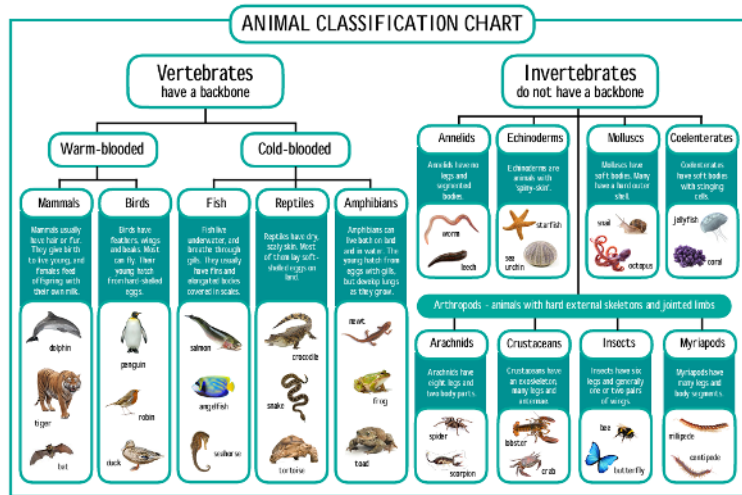 ANIMAL CLASSIFICATION CHART
Vertebrates
have a backbone
Invertebrates
do not have a backbone
Warm-blooded
Cold-blooded
Mammals
Mammals usually
have hair or fur.
They give birth
to live young, and
females feed
offspring with
their own milk.
dolphin
tiger
bat
Birds
Birds have
feathers, wings
and beaks. Most
can fly. Their
young hatch
from hard-shelled
eggs.
penguin
robin
duck
Fish
Fish live
underwater, and
breathe through
gills. They usually
have fins and
elongated bodies
covered in scales.
salmon
angelfish
seahorse
Reptiles
Reptiles have dry,
scaly skin. Most
of them lay soft-
shelled eggs on
land.
crocodile
snake
tortoise
Amphibians
Amphibians can
live both on land
and in water. The
young hatch from
eggs with gills,
but develop lungs
as they grow.
newt
frog
toad
Annelids
Annelids have no
legs and
segmented
bodies.
worm
leech
Echinoderms
Echinoderms are
animals with
'spiny-skin'.
starfish
sea
urchin
Molluscs
Molluscs have
soft bodies. Many
have a hard outer
shell.
snail
octopus
Coelenterates
Coelenterates
have soft bodies
with stinging
cells.
jellyfish
coral
Arthropods - animals with hard external skeletons and jointed limbs
Arachnids
Arachnids have
eight legs and
two body parts.
spider
scorpion
Crustaceans
Crustaceans have
an exoskeleton,
many legs and
antennae.
lobster
crab
Insects
Insects have six
legs and generally
one or two pairs
of wings.
bee
butterfly
Myriapods
Myriapods have
many legs and
body segments.
millipede
centipede